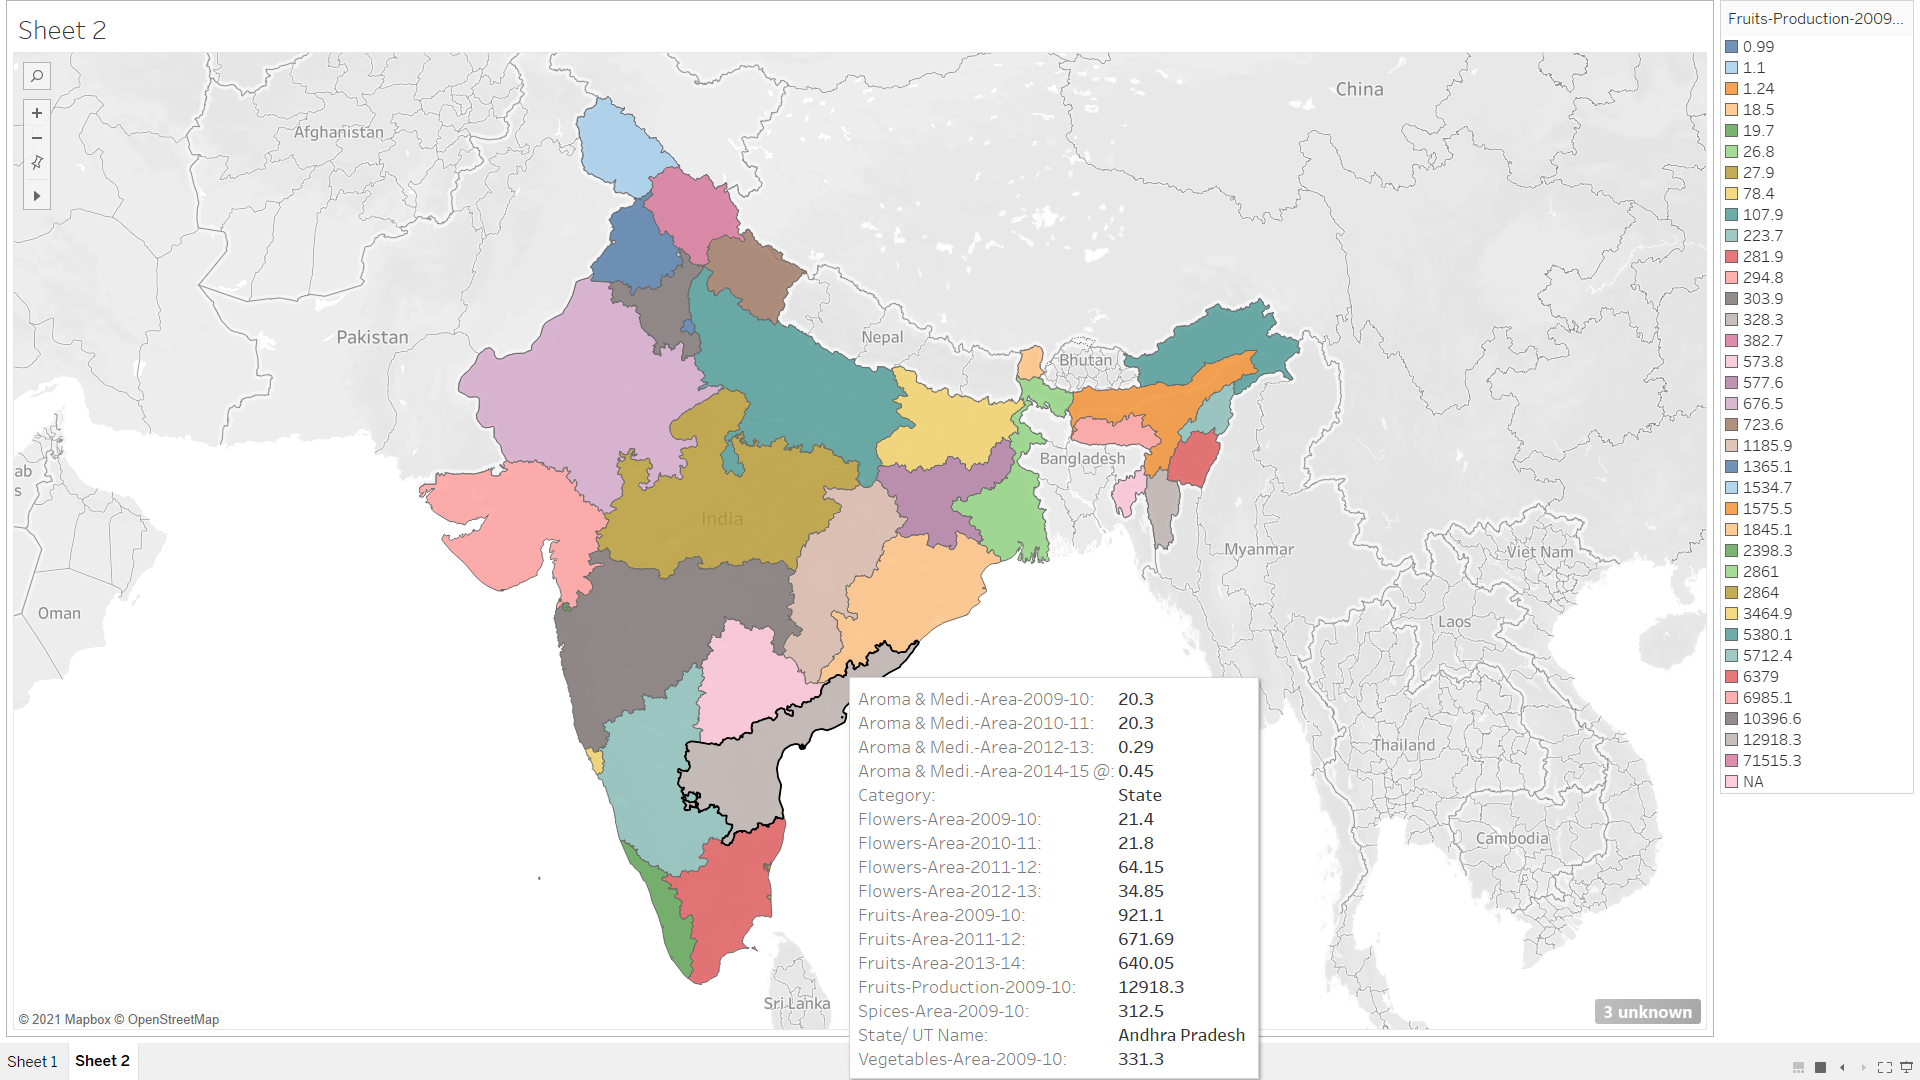 Sheet 2
Fruits-Production-2009...
0.99
1.1
1.24
18.5
19.7
26.8
27.9
78.4
107.9
223.7
281.9
294.8
303.9
328.3
382.7
573.8
577.6
676.5
723.6
1185.9
1365.1
1534.7
1575.5
1845.1
2398.3
2861
2864
3464.9
5380.1
5712.4
6379
6985.1
10396.6
12918.3
71515.3
NA
China
Afghanistan
Pakistan
Nepal
Bhutan
Bangladesh
ab
s
India
Myanmar
Viet Nam
Oman
Laos
Thailand
Cambodia
Sri Lanka
Aroma & Medi.-Area-2009-10: 20.3
Aroma & Medi.-Area-2010-11: 20.3
Aroma & Medi.-Area-2012-13: 0.29
Aroma & Medi.-Area-2014-15 @: 0.45
Category: State
Flowers-Area-2009-10: 21.4
Flowers-Area-2010-11: 21.8
Flowers-Area-2011-12: 64.15
Flowers-Area-2012-13: 34.85
Fruits-Area-2009-10: 921.1
Fruits-Area-2011-12: 671.69
Fruits-Area-2013-14: 640.05
Fruits-Production-2009-10: 12918.3
Spices-Area-2009-10: 312.5
State/ UT Name: Andhra Pradesh
Vegetables-Area-2009-10: 331.3
3 unknown
© 2021 Mapbox © OpenStreetMap
Sheet 1
Sheet 2